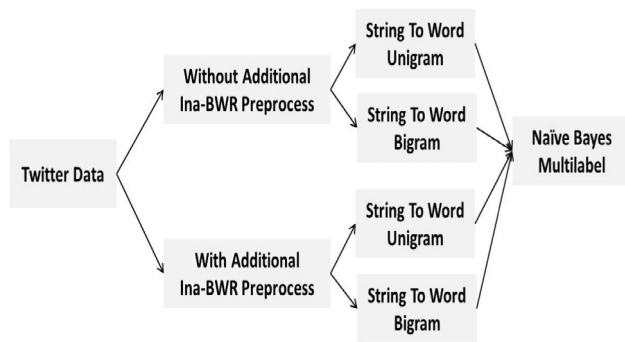 Twitter Data
Without Additional
Ina-BWR Preprocess
With Additional
Ina-BWR Preprocess
String To Word
Unigram
String To Word
Bigram
String To Word
Unigram
String To Word
Bigram
Naïve Bayes
Multilabel